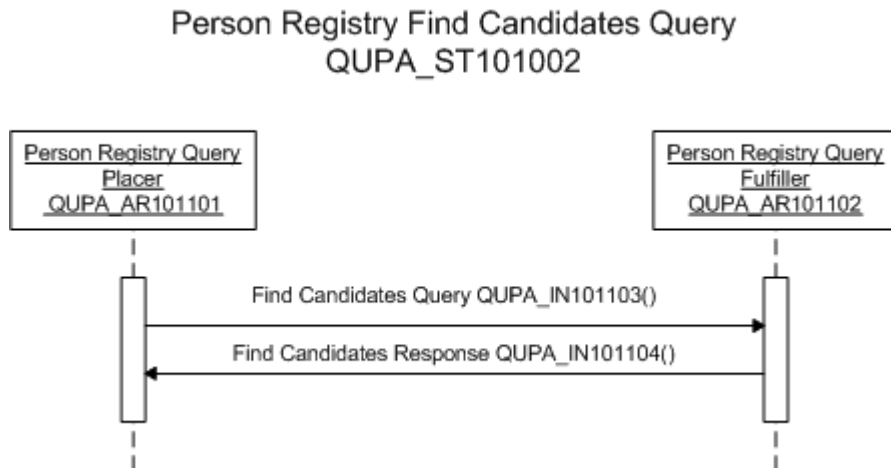 Person Registry Find Candidates Query
QUPA_ST101002
Person Registry Query
Placer
QUPA_AR101101
Person Registry Query
Fulfiller
QUPA_AR101102
Find Candidates Query QUPA_IN101103()
Find Candidates Response QUPA_IN101104()